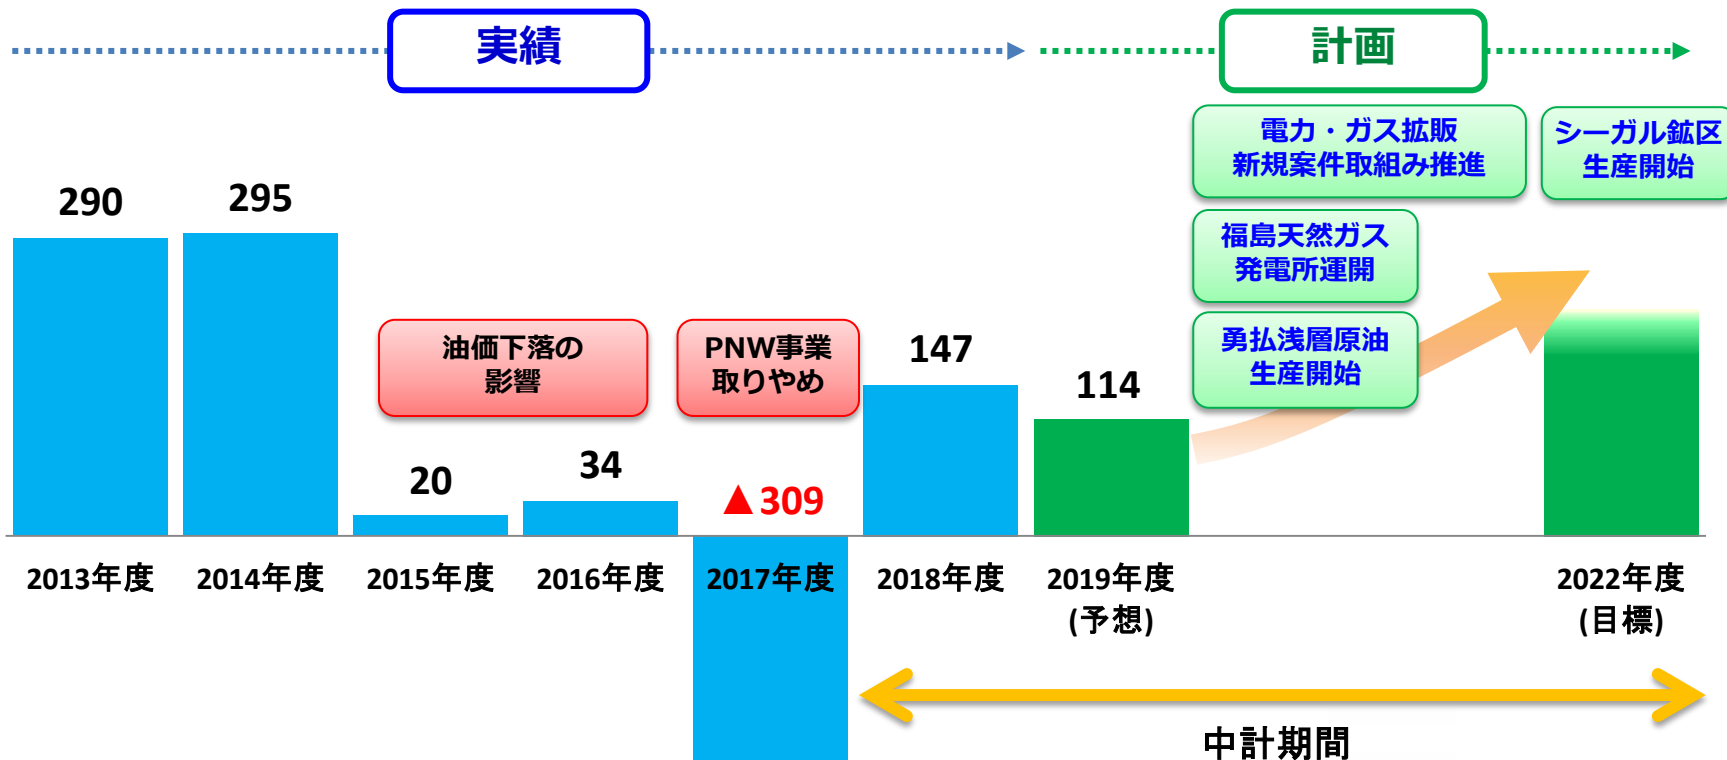 実績
計画
電力・ガス拡販
新規案件取組み推進
シーガル鉱区
生産開始
福島天然ガス
発電所運開
勇払浅層原油
生産開始
油価下落の
影響
PNW事業
取りやめ
290
295
20
34
▲309
147
114
2013年度
2014年度
2015年度
2016年度
2017年度
2018年度
2019年度
(予想)
2022年度
(目標)
中計期間